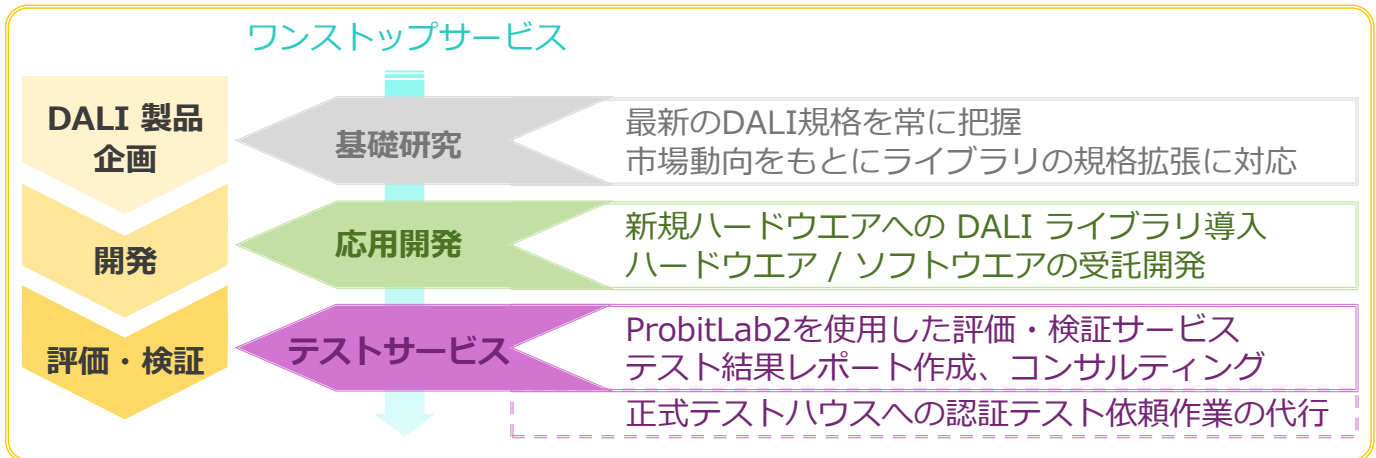 ワンストップサービス
DALI 製品
企画
基礎研究
最新のDALI規格を常に把握
市場動向をもとにライブラリの規格拡張に対応
開発
応用開発
新規ハードウエアへの DALI ライブラリ導入
ハードウエア / ソフトウエアの受託開発
評価・検証
テストサービス
ProbitLab2を使用した評価・検証サービス
テスト結果レポート作成、コンサルティング
正式テストハウスへの認証テスト依頼作業の代行